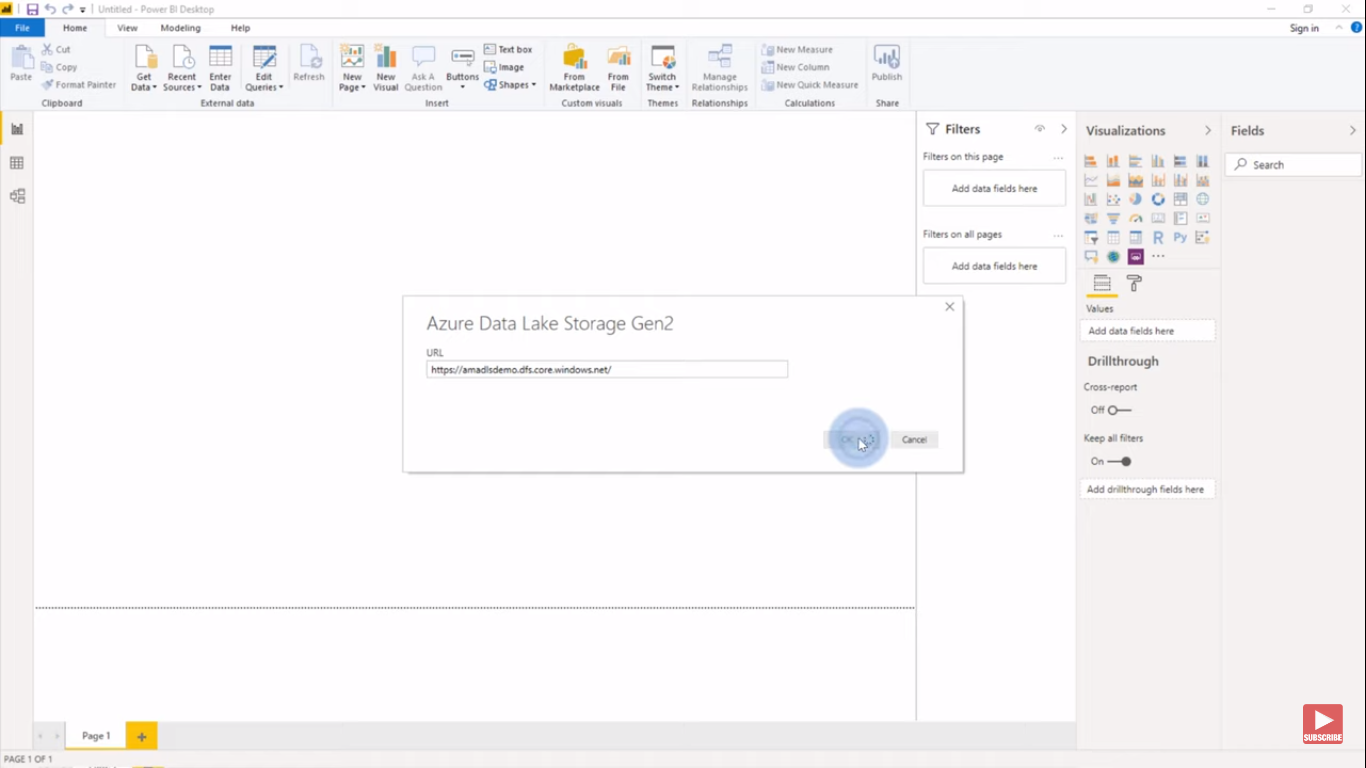 Untitled - Power BI Desktop
File
Home
View
Modeling
Help
Sign in
Paste
Cut
Copy
Format Painter
Clipboard
Get Data
Recent Sources
Enter Data
Edit Queries
Refresh
External data
New Page
New Visual
Ask A Question
Buttons
Text box
Image
Shapes
Insert
From Marketplace
From File
Custom visuals
Switch Theme
Themes
Manage Relationships
Relationships
New Measure
New Column
New Quick Measure
Calculations
Publish
Share
Filters
Filters on this page
...
Add data fields here
Filters on all pages
...
Add data fields here
Visualizations
R
Py
...
Values
Add data fields here
Drillthrough
Cross-report
Off
Keep all filters
On
Add drillthrough fields here
Fields
Search
Azure Data Lake Storage Gen2
URL
https://amadlsdemo.dfs.core.windows.net/
OK
Cancel
Page 1
PAGE 1 OF 1
SUBSCRIBE